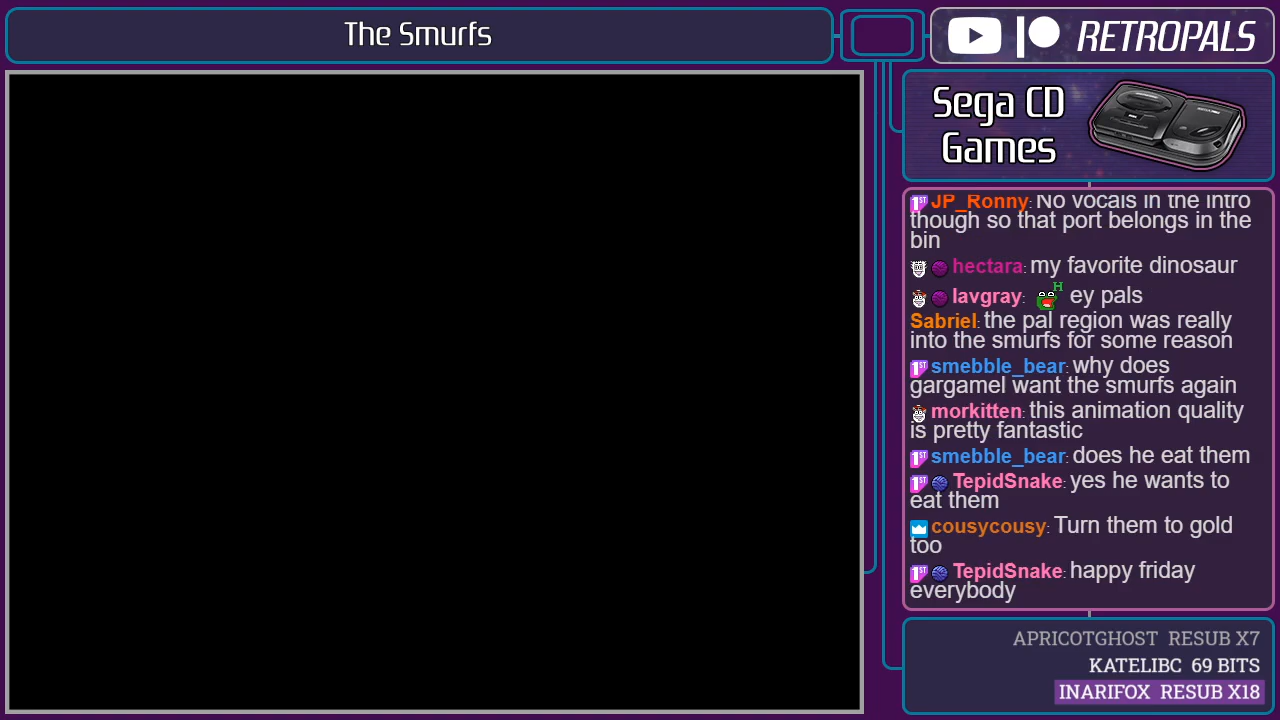 The Smurfs
RETROPALS
Sega CD
Games
JP_Ronny: No vocals in the intro
though so that port belongs in the
bin
hectara: my favorite dinosaur
lavgray: H ey pals
Sabriel: the pal region was really
into the smurfs for some reason
smebble_bear: why does
gargamel want the smurfs again
morkitten: this animation quality
is pretty fantastic
smebble_bear: does he eat them
TepidSnake: yes he wants to
eat them
cousycousy: Turn them to gold
too
TepidSnake: happy friday
everybody
APRICOTGHOST RESUB X7
KATELIBC 69 BITS
INARIFOX RESUB X18